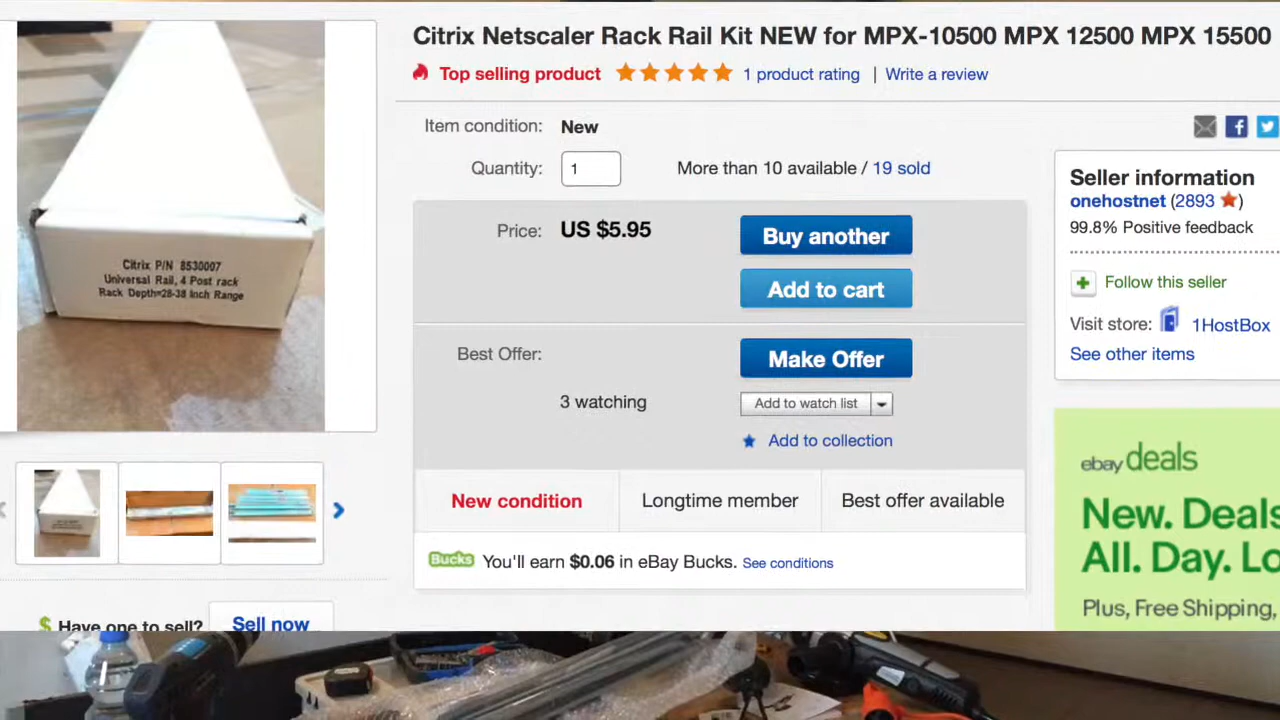 Citrix Netscaler Rack Rail Kit NEW for MPX-10500 MPX 12500 MPX 15500
Top selling product
1 product rating | Write a review
Item condition: New
Quantity: 1
More than 10 available / 19 sold
Price: US $5.95
Buy another
Add to cart
Best Offer:
Make Offer
3 watching
Add to watch list
Add to collection
New condition
Longtime member
Best offer available
Bucks You'll earn $0.06 in eBay Bucks. See conditions
Citrix P/N 8530007
Universal Rail, 4 Post rack
Rack Depth=28-38 Inch Range
$ Have one to sell? Sell now
Seller information
onehostnet (2893 )
99.8% Positive feedback
Follow this seller
Visit store: 1HostBox
See other items
ebay deals
New. Deals
All. Day. Lo
Plus, Free Shipping,